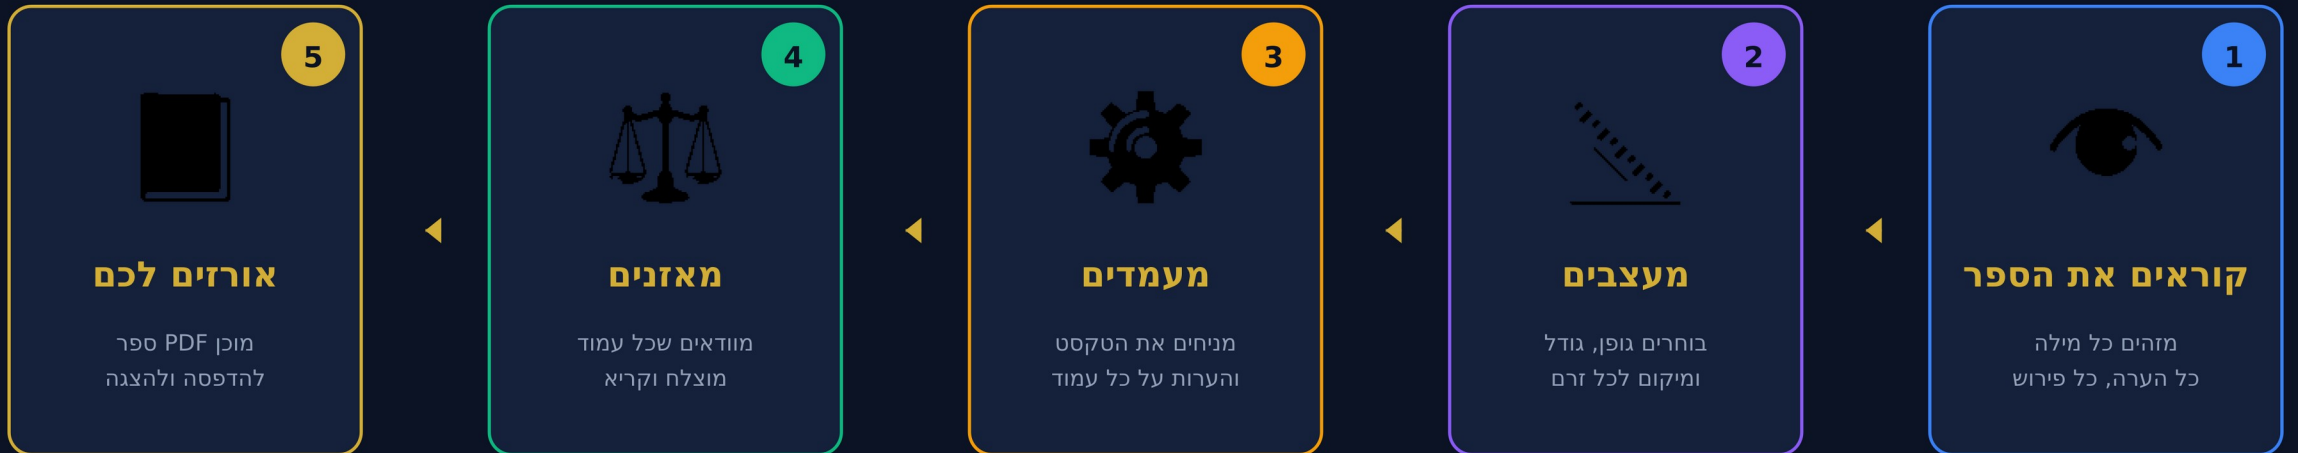 1
קוראים את הספר
מזהים כל מילה
כל הערה, כל פירוש
2
מעצבים
בוחרים גופן, גודל
ומיקום לכל זרם
3
מעמדים
מניחים את הטקסט
והערות על כל עמוד
4
מאזנים
מוודאים שכל עמוד
מוצלח וקריא
5
אורזים לכם
מוכן PDF ספר
להדפסה ולהצגה